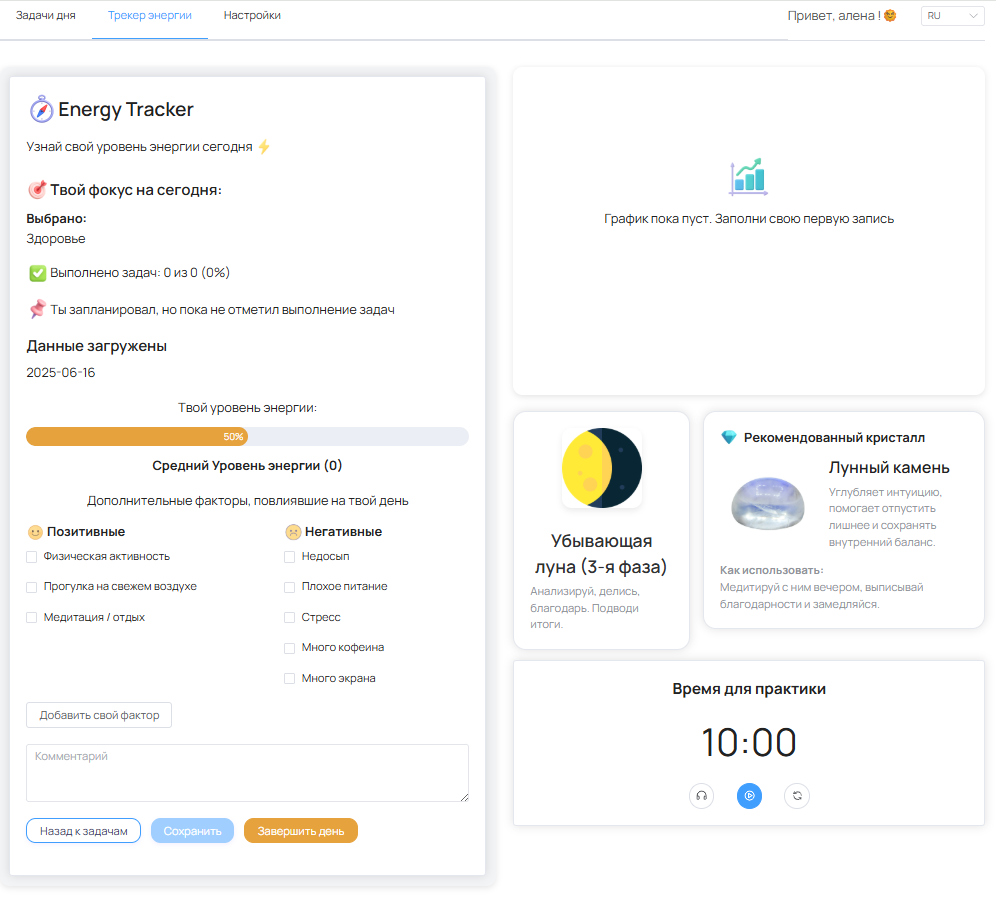 Задачи дня
Трекер энергии
Настройки
Привет, алена !
RU
Energy Tracker
Узнай свой уровень энергии сегодня
Твой фокус на сегодня:
Выбрано:
Здоровье
Выполнено задач: 0 из 0 (0%)
Ты запланировал, но пока не отметил выполнение задач
Данные загружены
2025-06-16
Твой уровень энергии:
50%
Средний Уровень энергии (0)
Дополнительные факторы, повлиявшие на твой день
Позитивные
Физическая активность
Прогулка на свежем воздухе
Медитация / отдых
Негативные
Недосып
Плохое питание
Стресс
Много кофеина
Много экрана
Добавить свой фактор
Комментарий
Назад к задачам
Сохранить
Завершить день
График пока пуст. Заполни свою первую запись
Убывающая
луна (3-я фаза)
Анализируй, делись,
благодарь. Подводи
итоги.
Рекомендованный кристалл
Лунный камень
Углубляет интуицию,
помогает отпустить
лишнее и сохранять
внутренний баланс.
Как использовать:
Медитируй с ним вечером, выписывай
благодарности и замедляйся.
Время для практики
10:00